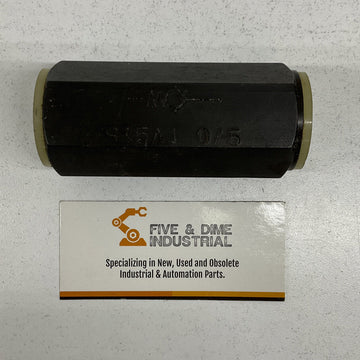 FIVE & DIME
INDUSTRIAL
Specializing in New, Used and Obsolete
Industrial & Automation Parts.